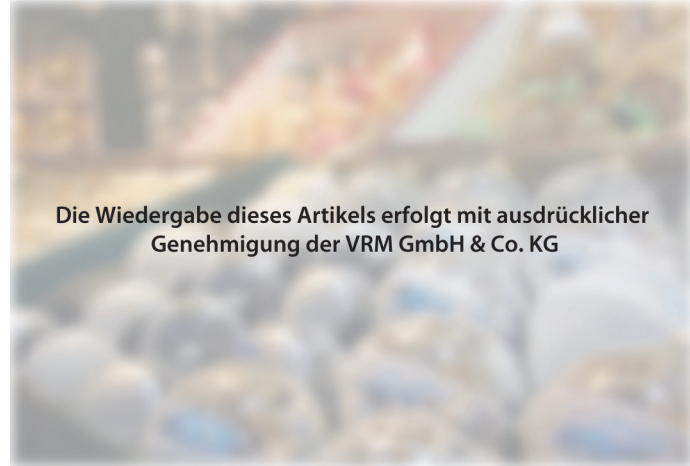 Die Wiedergabe dieses Artikels erfolgt mit ausdrücklicher
Genehmigung der VRM GmbH & Co. KG